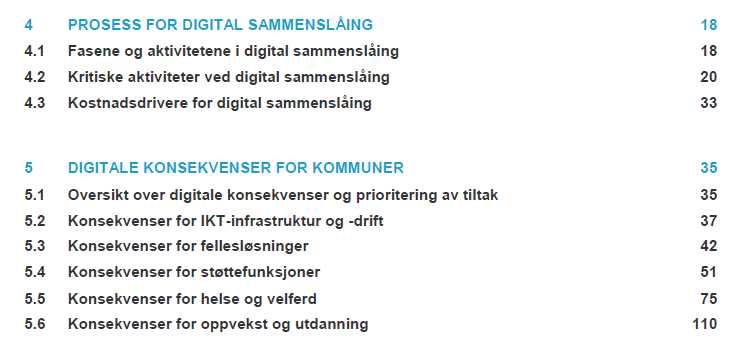 4 PROSESS FOR DIGITAL SAMMENSLÅING 18
4.1 Fasene og aktivitetene i digital sammenslåing 18
4.2 Kritiske aktiviteter ved digital sammenslåing 20
4.3 Kostnadsdrivere for digital sammenslåing 33
5 DIGITALE KONSEKVENSER FOR KOMMUNER 35
5.1 Oversikt over digitale konsekvenser og prioritering av tiltak 35
5.2 Konsekvenser for IKT-infrastruktur og -drift 37
5.3 Konsekvenser for fellesløsninger 42
5.4 Konsekvenser for støttefunksjoner 51
5.5 Konsekvenser for helse og velferd 75
5.6 Konsekvenser for oppvekst og utdanning 110